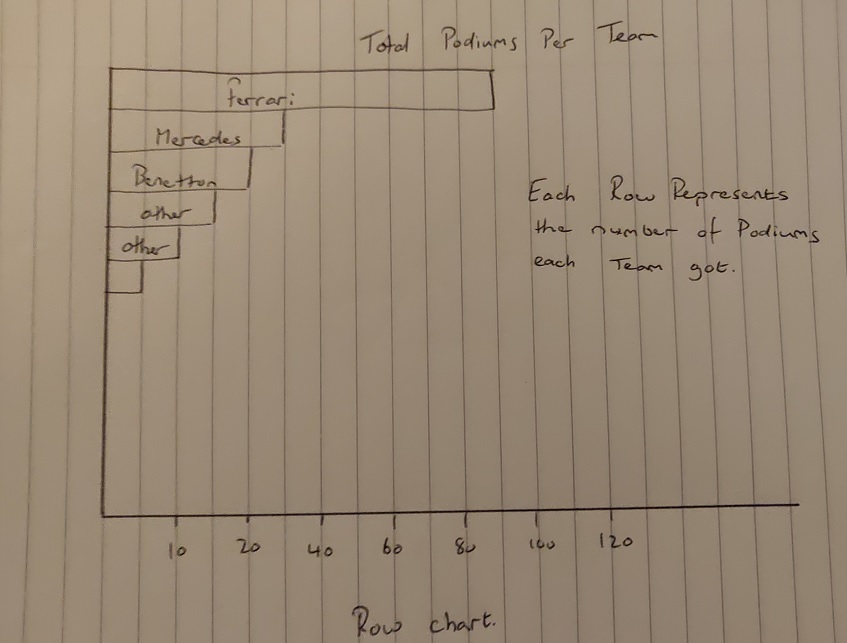 Total Podiums Per Team
Ferrari
Mercedes
Benetton
other
other
Each Row Represents
the number of Podiums
each Team got.
10 20 40 60 80 100 120
Row chart.